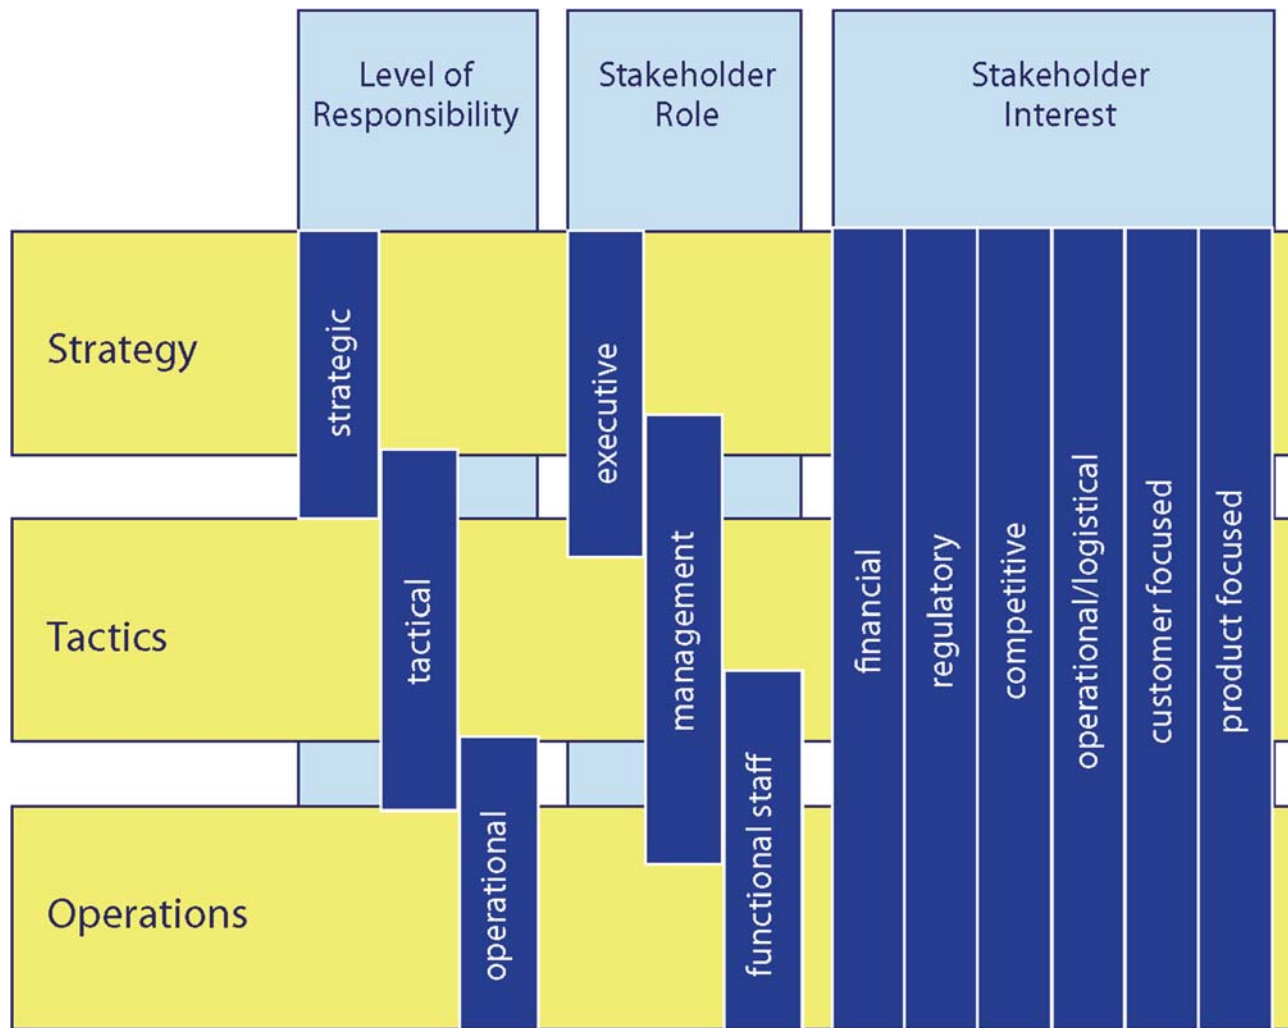 Level of
Responsibility
Stakeholder
Role
Stakeholder
Interest
Strategy
Tactics
Operations
strategic
tactical
operational
executive
management
functional staff
financial
regulatory
competitive
operational/logistical
customer focused
product focused